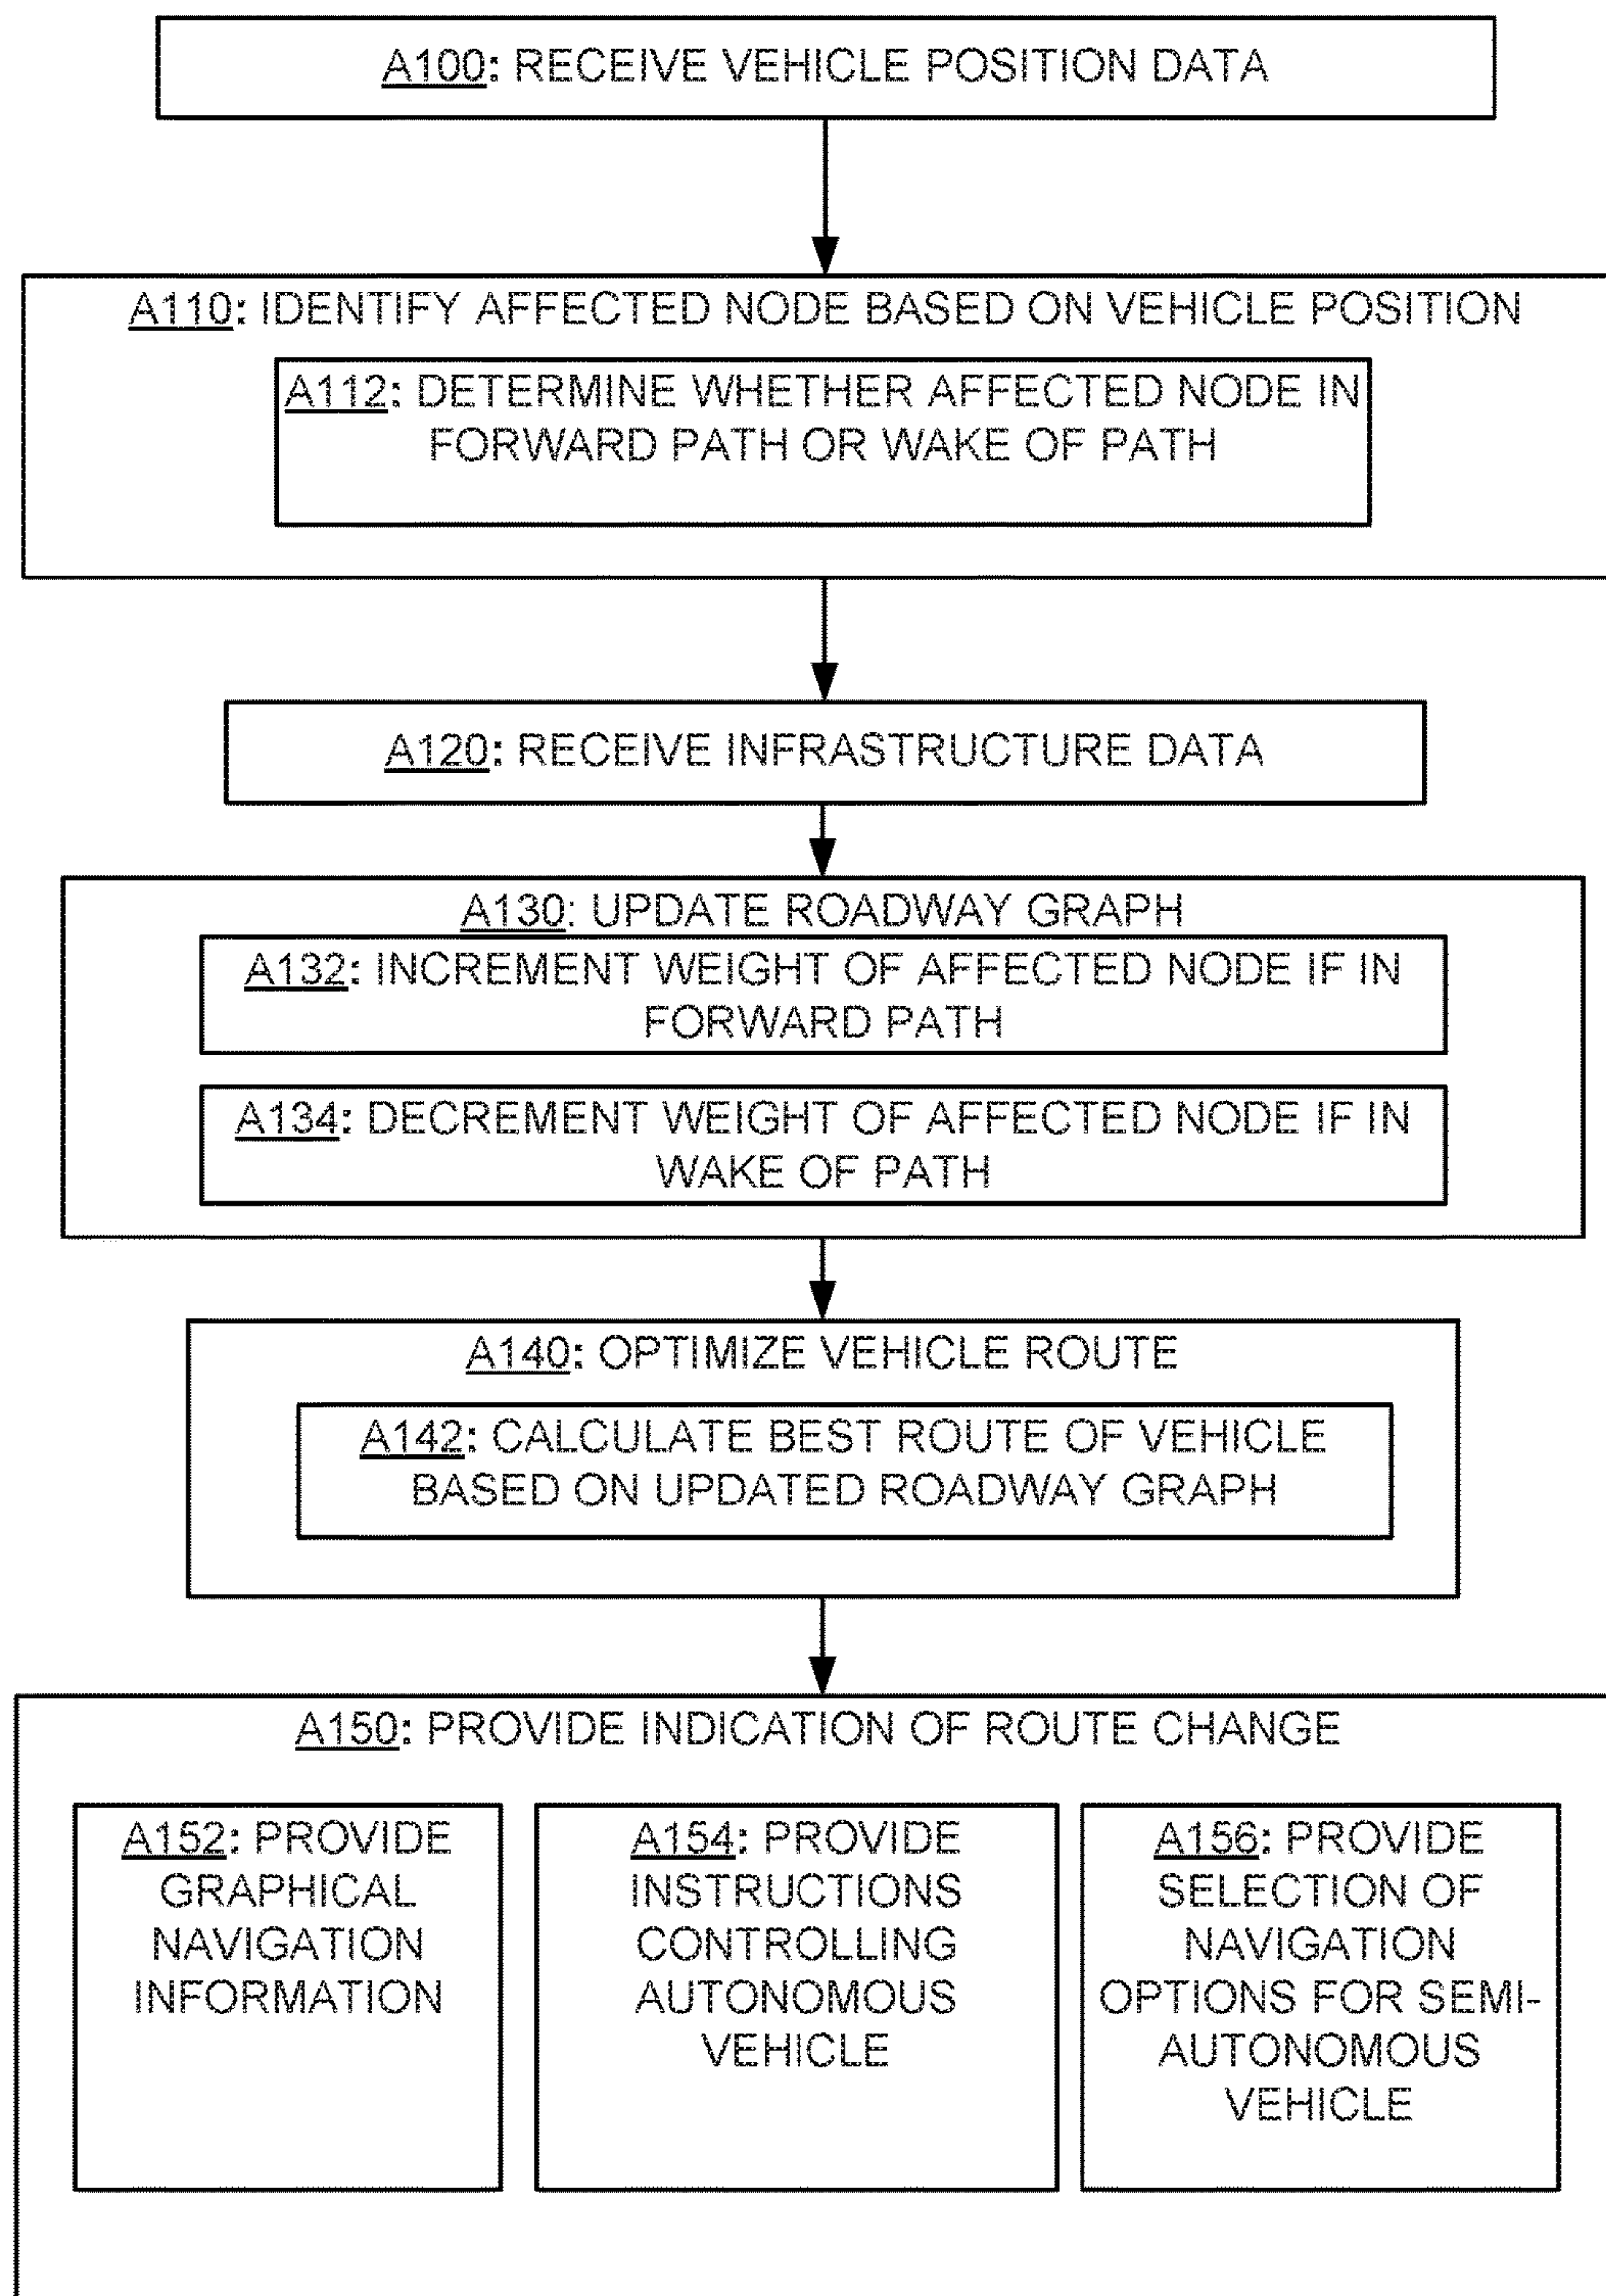 A100: RECEIVE VEHICLE POSITION DATA
A110: IDENTIFY AFFECTED NODE BASED ON VEHICLE POSITION
A112: DETERMINE WHETHER AFFECTED NODE IN
FORWARD PATH OR WAKE OF PATH
A120: RECEIVE INFRASTRUCTURE DATA
A130: UPDATE ROADWAY GRAPH
A132: INCREMENT WEIGHT OF AFFECTED NODE IF IN
FORWARD PATH
A134: DECREMENT WEIGHT OF AFFECTED NODE IF IN
WAKE OF PATH
A140: OPTIMIZE VEHICLE ROUTE
A142: CALCULATE BEST ROUTE OF VEHICLE
BASED ON UPDATED ROADWAY GRAPH
A150: PROVIDE INDICATION OF ROUTE CHANGE
A152: PROVIDE
GRAPHICAL
NAVIGATION
INFORMATION
A154: PROVIDE
INSTRUCTIONS
CONTROLLING
AUTONOMOUS
VEHICLE
A156: PROVIDE
SELECTION OF
NAVIGATION
OPTIONS FOR SEMI-
AUTONOMOUS
VEHICLE